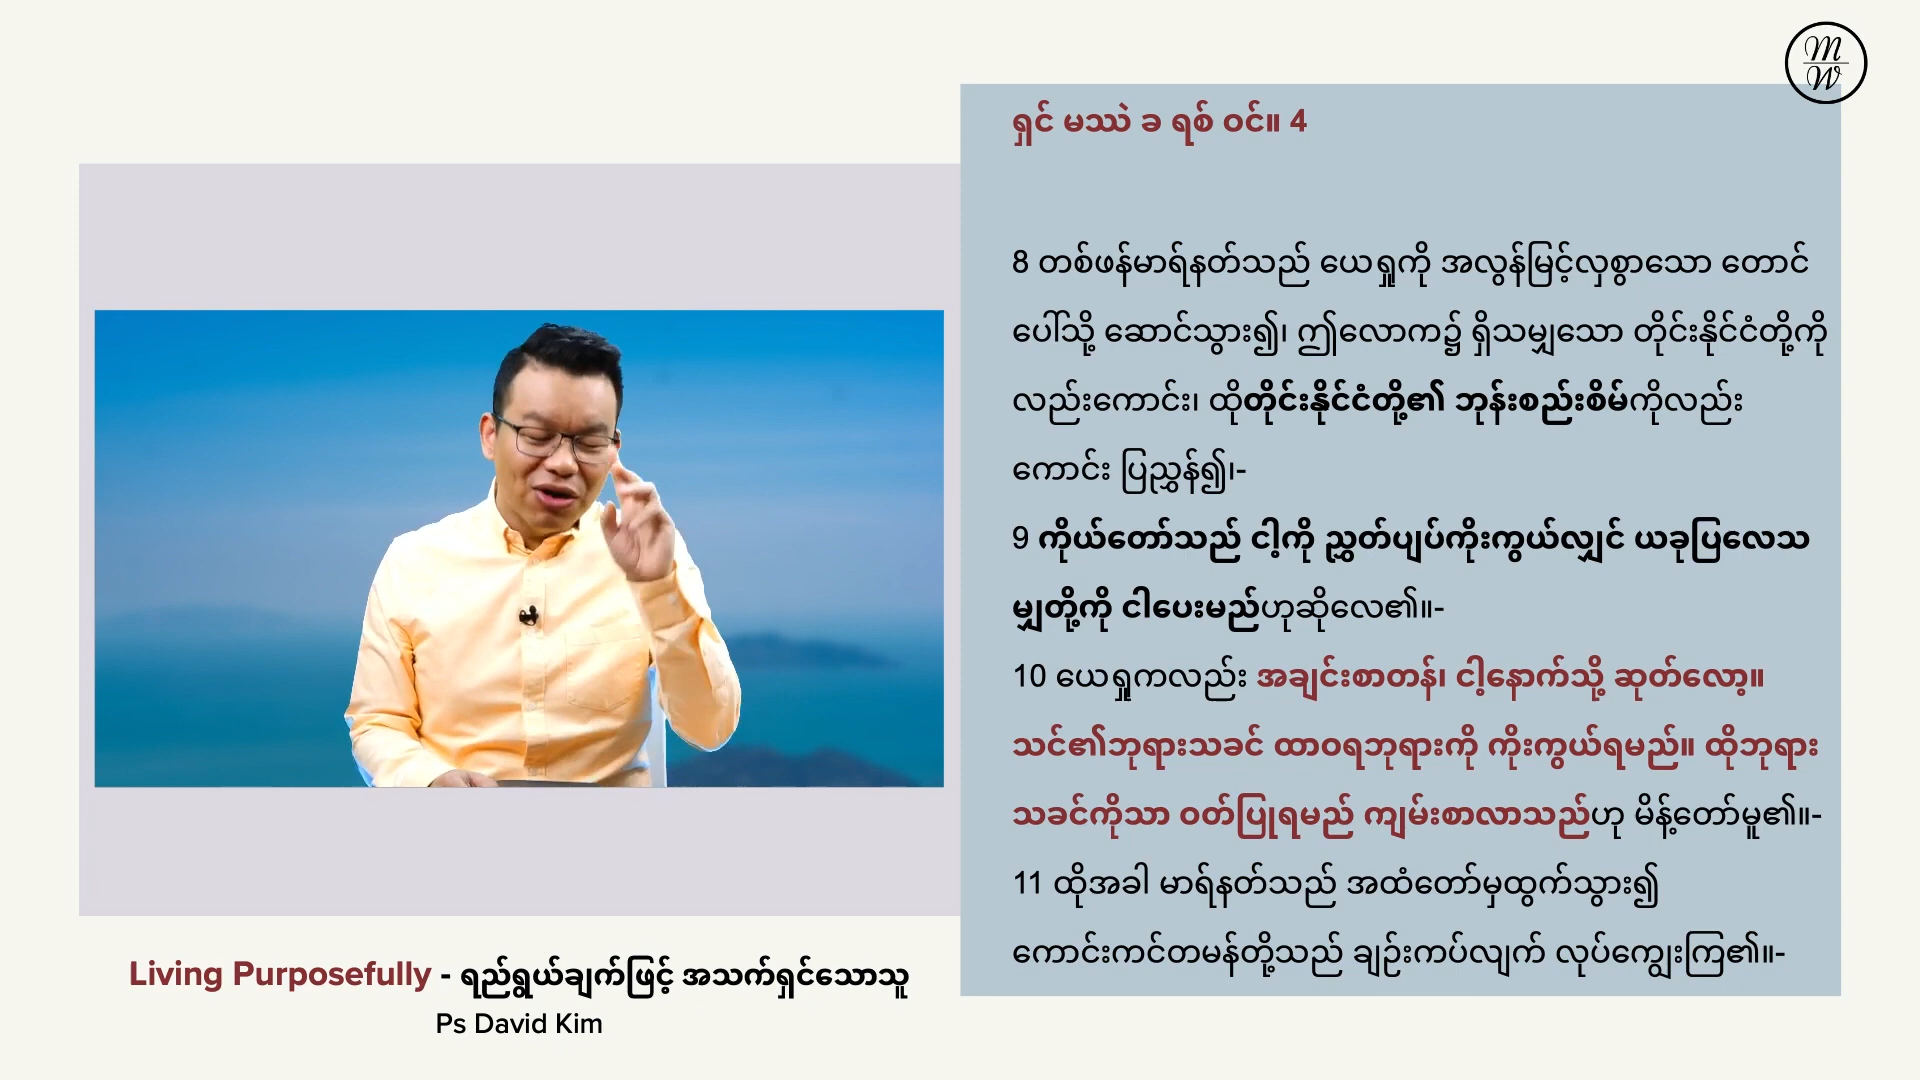 M
W
ရှင် မဿဲ ခ ရစ် ဝင်။ 4
8 တစ်ဖန်မာရ်နတ်သည် ယေရှုကို အလွန်မြင့်လှစွာသော တောင်
ပေါ်သို့ ဆောင်သွား၍၊ ဤလောက၌ ရှိသမျှသော တိုင်းနိုင်ငံတို့ကို
လည်းကောင်း၊ ထိုတိုင်းနိုင်ငံတို့၏ ဘုန်းစည်းစိမ်ကိုလည်း
ကောင်း ပြညွှန်၍၊-
9 ကိုယ်တော်သည် ငါ့ကို ညွှတ်ပျပ်ကိုးကွယ်လျှင် ယခုပြလေသ
မျှတို့ကို ငါပေးမည်ဟုဆိုလေ၏။-
10 ယေရှုကလည်း အချင်းစာတန်၊ ငါ့နောက်သို့ ဆုတ်လော့။
သင်၏ဘုရားသခင် ထာဝရဘုရားကို ကိုးကွယ်ရမည်။ ထိုဘုရား
သခင်ကိုသာ ဝတ်ပြုရမည် ကျမ်းစာလာသည်ဟု မိန့်တော်မူ၏။-
11 ထိုအခါ မာရ်နတ်သည် အထံတော်မှထွက်သွား၍
ကောင်းကင်တမန်တို့သည် ချဉ်းကပ်လျက် လုပ်ကျွေးကြ၏။-
Living Purposefully - ရည်ရွယ်ချက်ဖြင့် အသက်ရှင်သောသူ
Ps David Kim